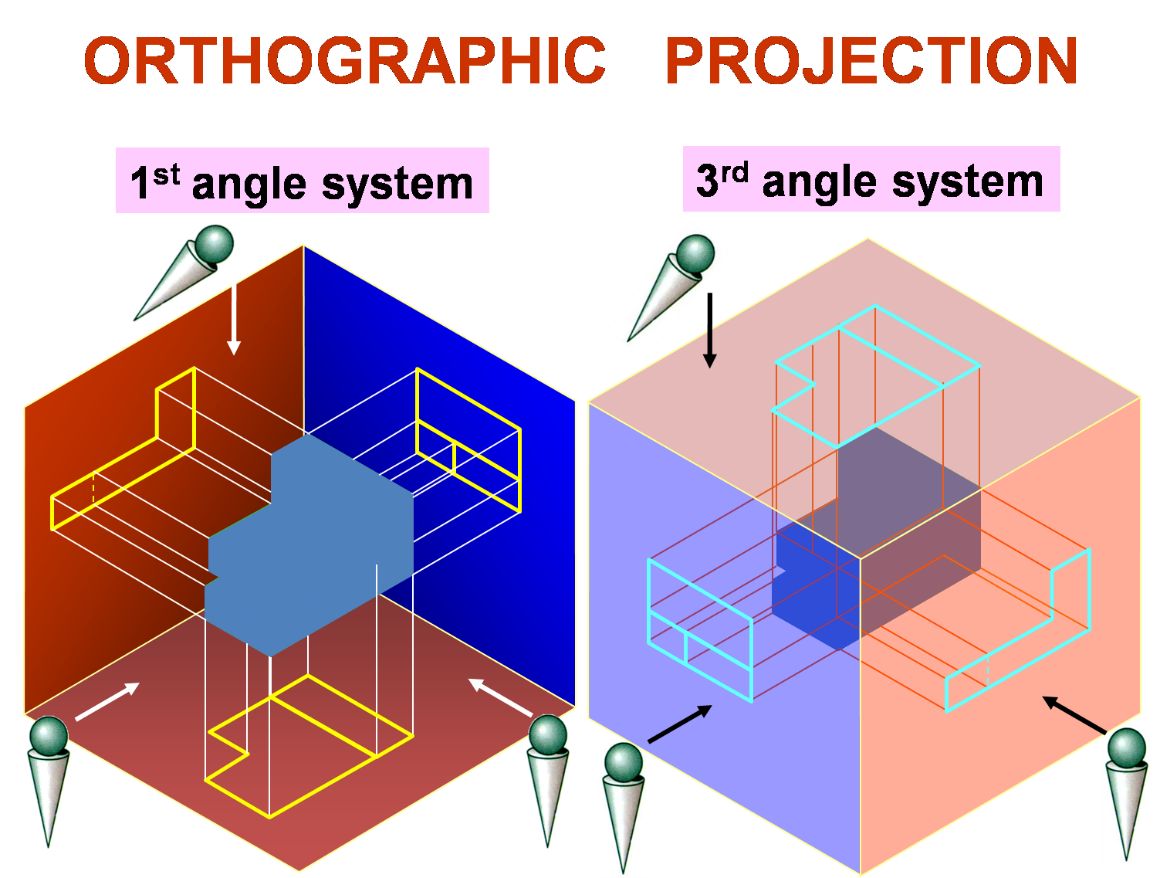 ORTHOGRAPHIC PROJECTION
1st angle system
3rd angle system